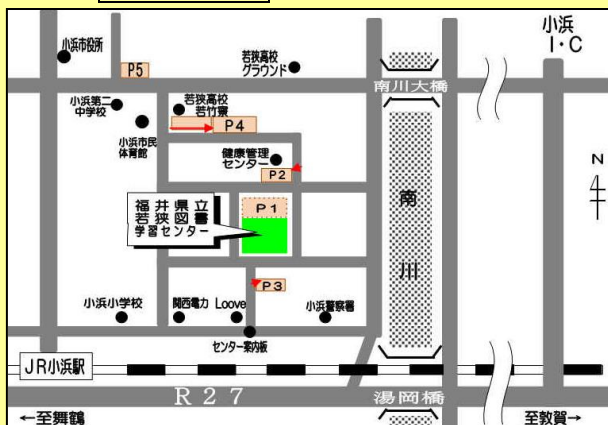 小浜市役所
P5
若狭高校
グラウンド
小浜
I・C
南川大橋
小浜第二
中学校
若狭高校
若竹寮
P4
小浜市民
体育館
健康管理
センター
P2
N
福井県立
若狭図書
学習センター
P1
南
川
P3
小浜小学校
関西電力
Loove
小浜警察署
センター案内板
JR小浜駅
R27
湯岡橋
←至舞鶴
至敦賀→